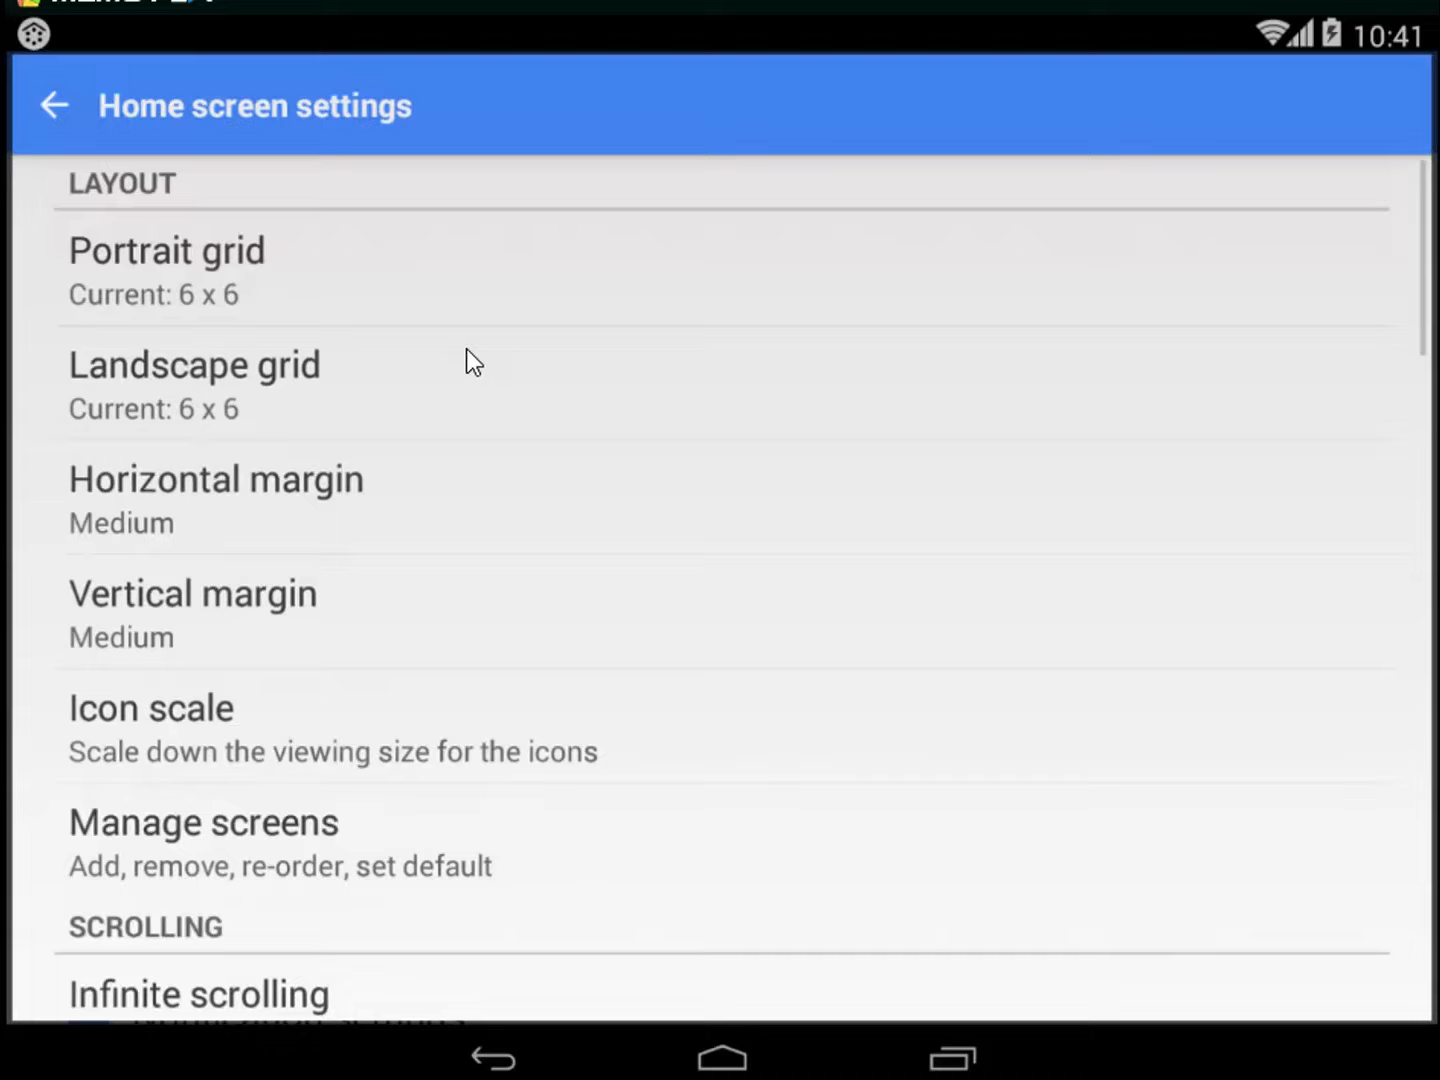 10:41
Home screen settings
LAYOUT
Portrait grid
Current: 6 x 6
Landscape grid
Current: 6 x 6
Horizontal margin
Medium
Vertical margin
Medium
Icon scale
Scale down the viewing size for the icons
Manage screens
Add, remove, re-order, set default
SCROLLING
Infinite scrolling